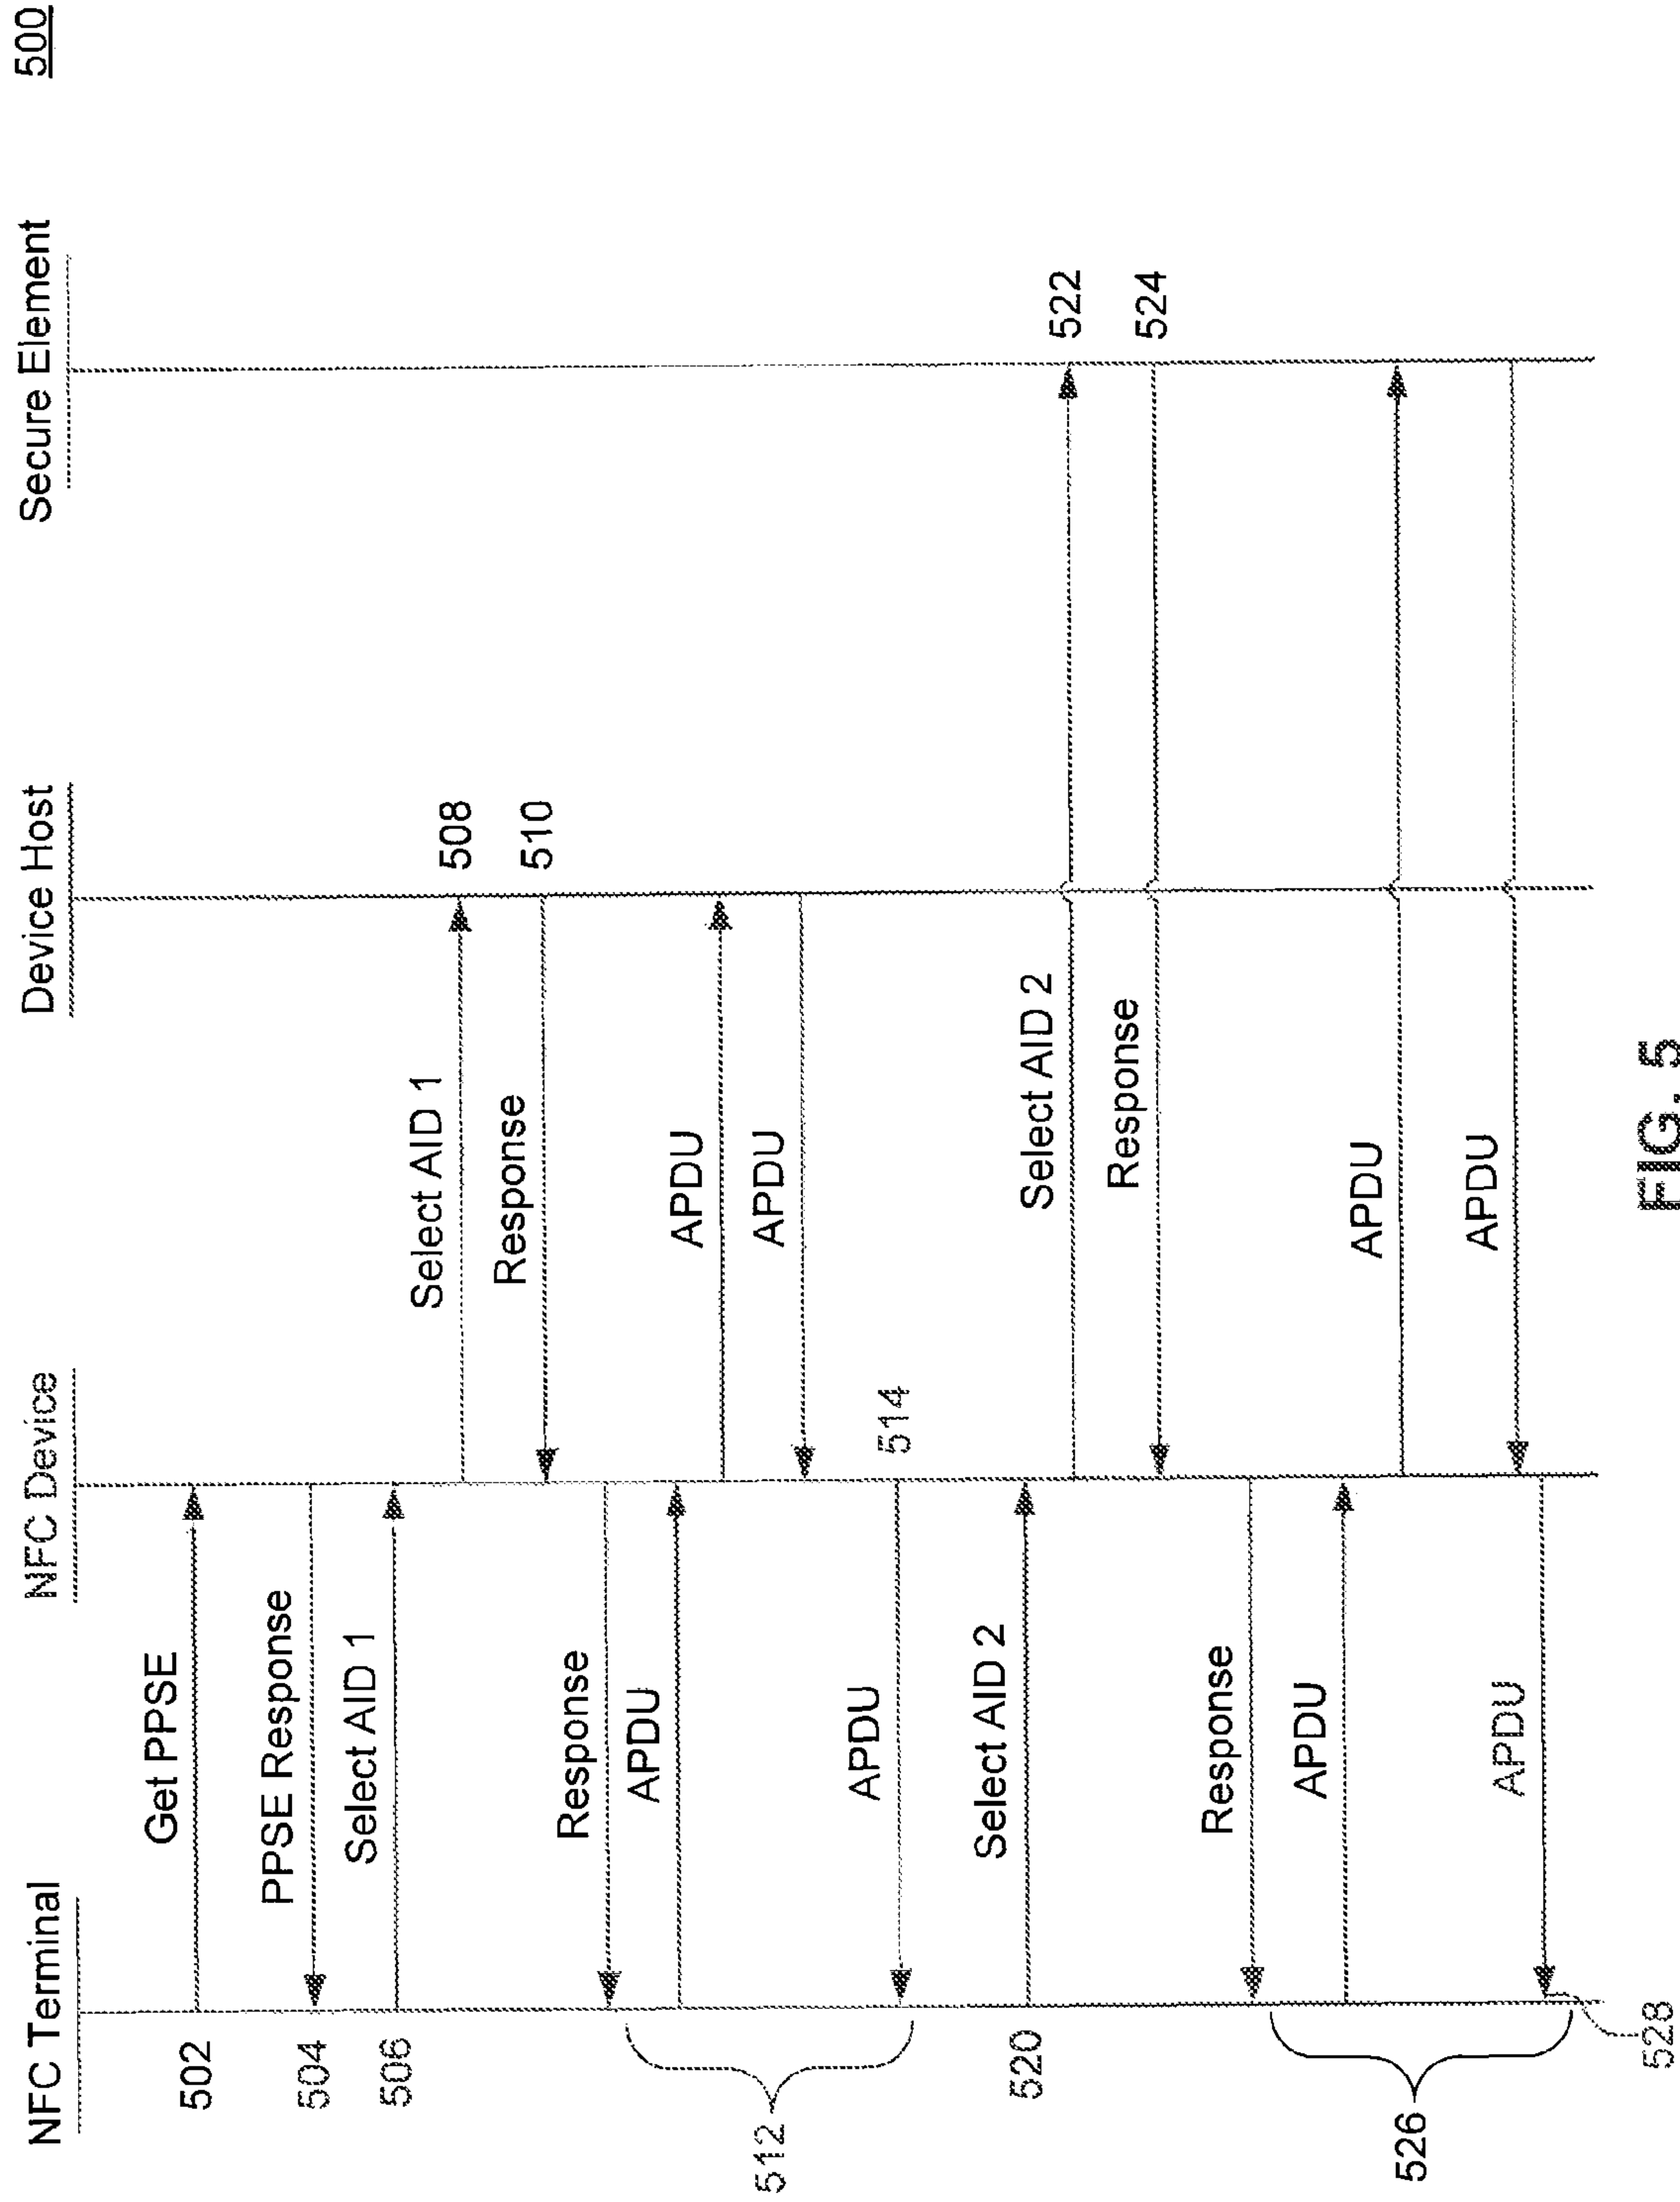 500
NFC Terminal
NFC Device
Device Host
Secure Element
502
Get PPSE
504
PPSE Response
506
Select AID 1
Select AID 1
508
Response
510
Response
APDU
APDU
APDU
512
APDU
514
520
Select AID 2
Select AID 2
522
Response
524
Response
APDU
APDU
526
APDU
APDU
528
FIG. 5